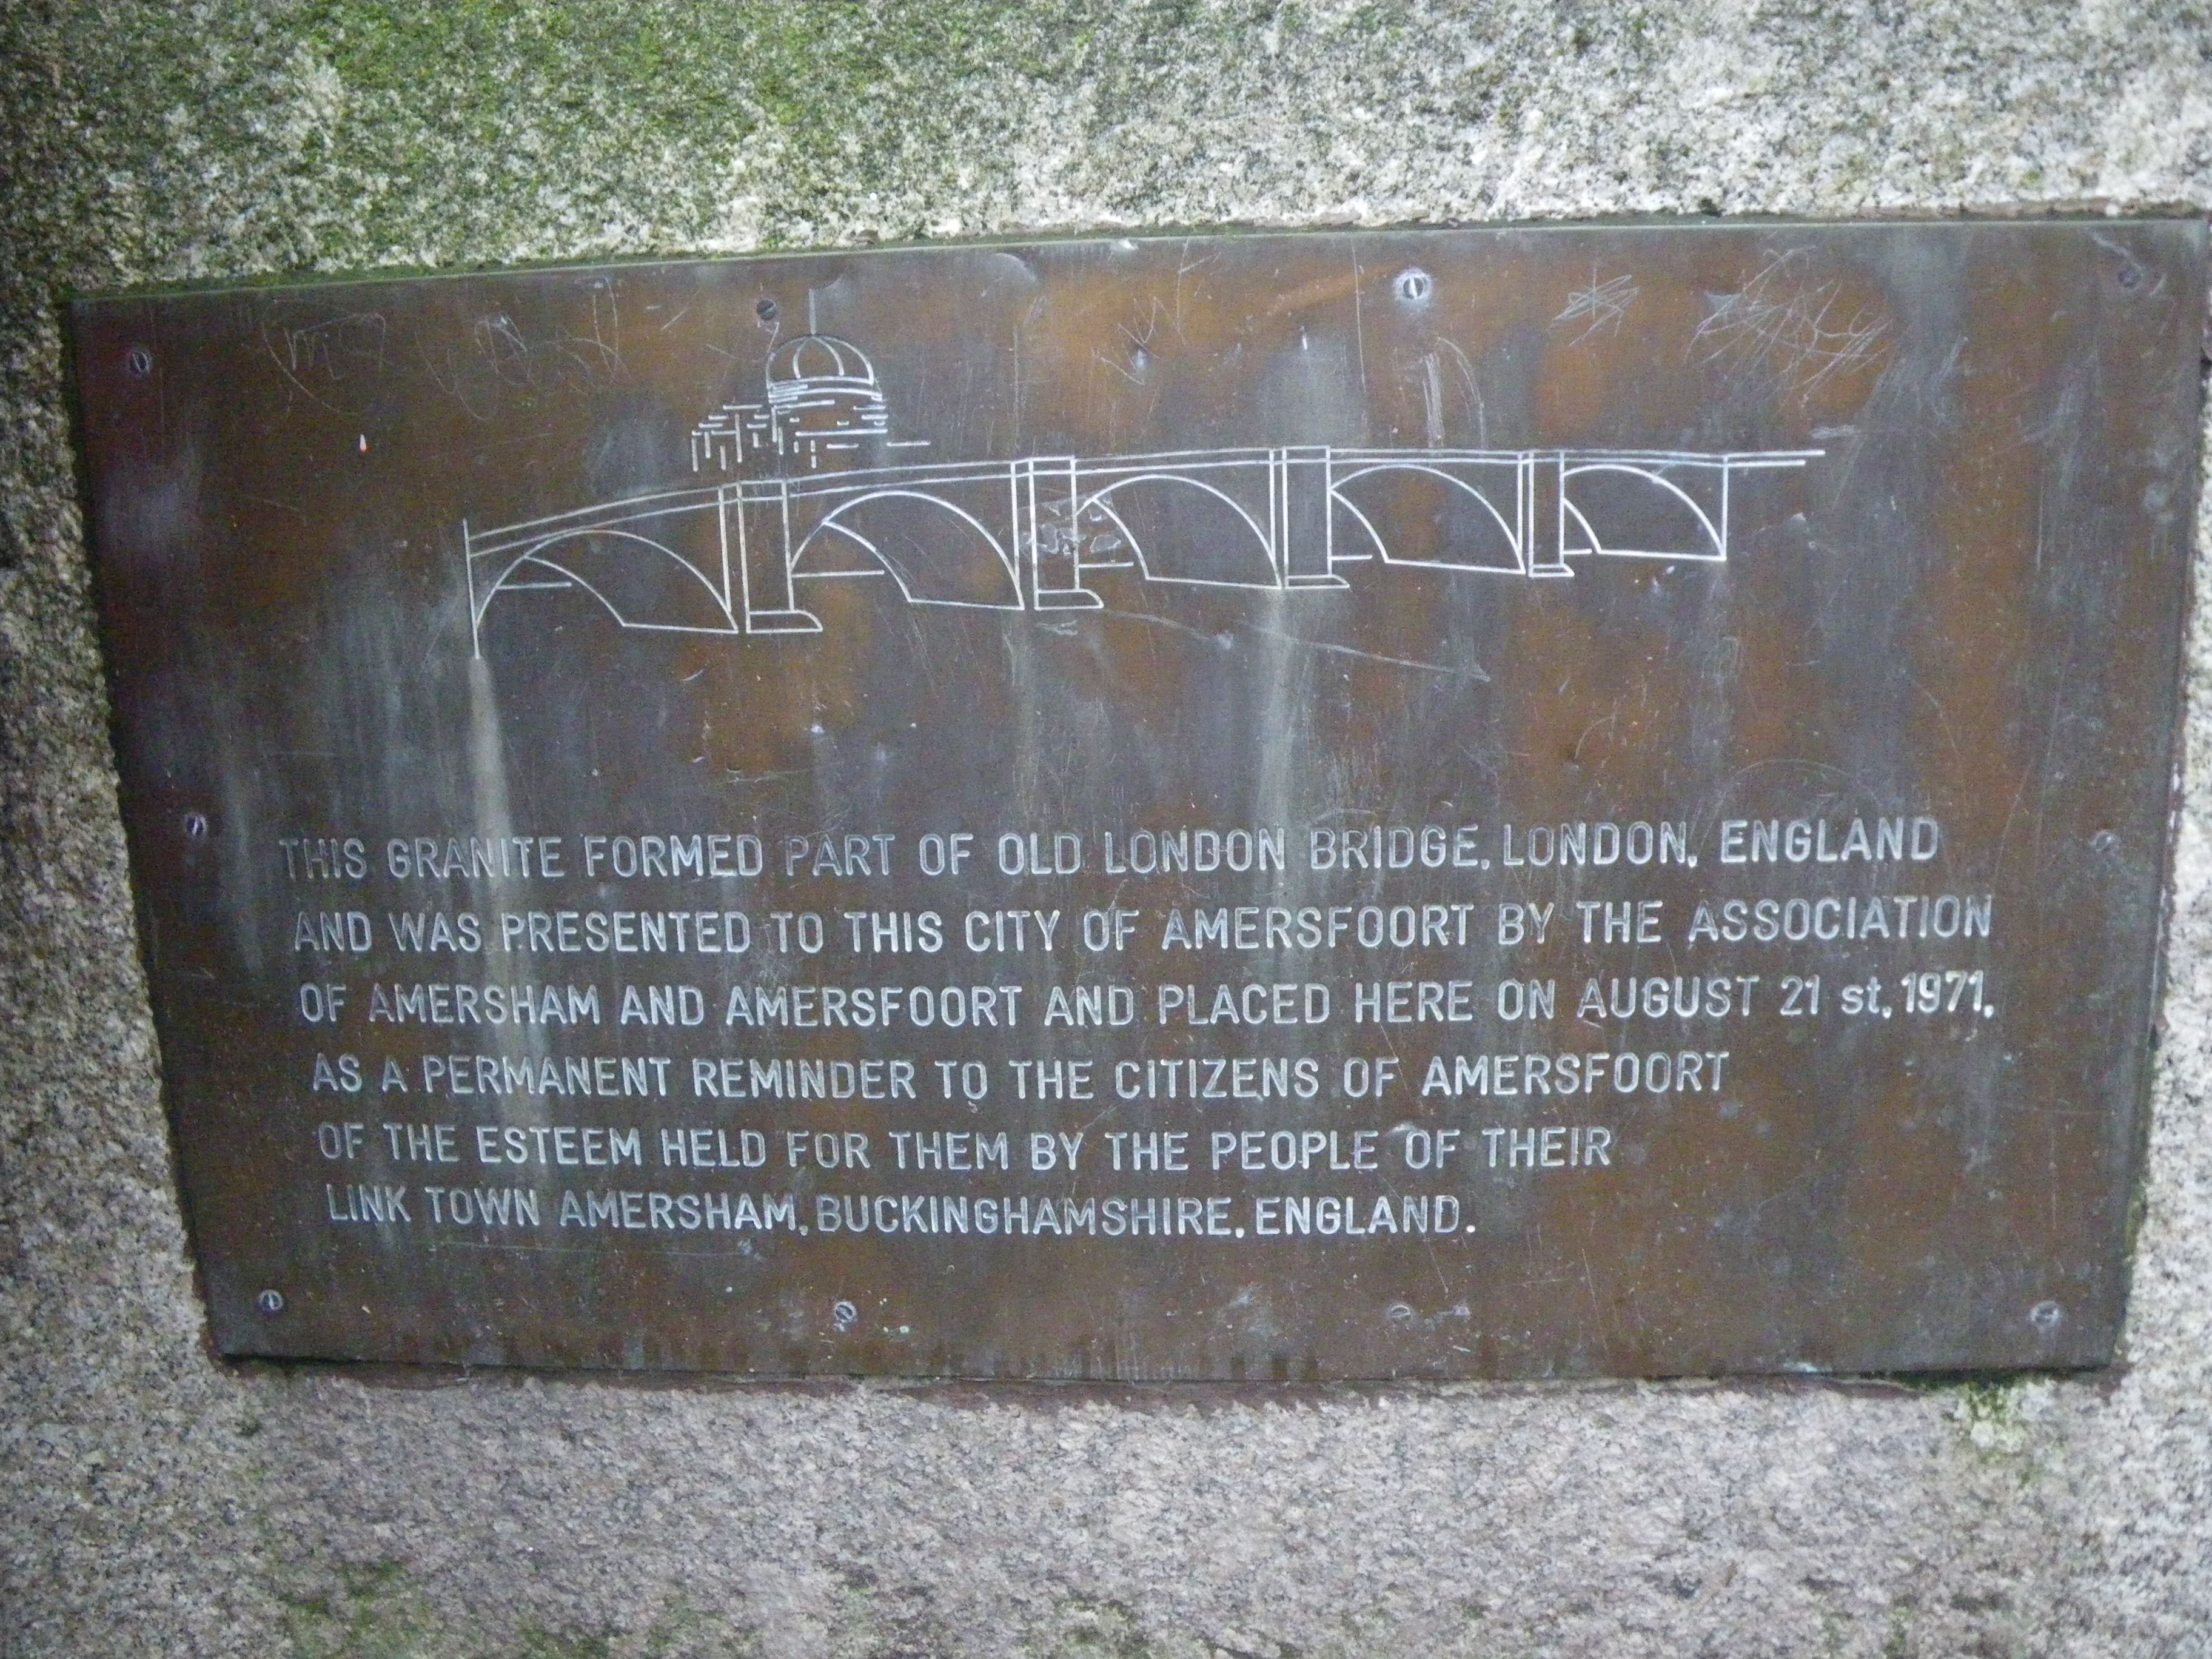 THIS GRANITE FORMED PART OF OLD LONDON BRIDGE, LONDON, ENGLAND
AND WAS PRESENTED TO THIS CITY OF AMERSFOORT BY THE ASSOCIATION
OF AMERSHAM AND AMERSFOORT AND PLACED HERE ON AUGUST 21 st, 1971,
AS A PERMANENT REMINDER TO THE CITIZENS OF AMERSFOORT
OF THE ESTEEM HELD FOR THEM BY THE PEOPLE OF THEIR
LINK TOWN AMERSHAM, BUCKINGHAMSHIRE, ENGLAND.